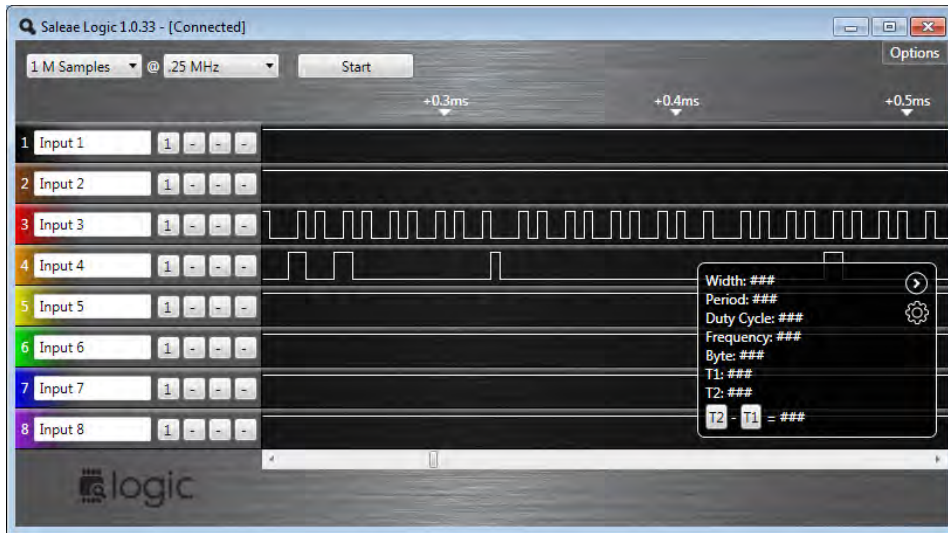 Saleae Logic 1.0.33 - [Connected]
Options
1 M Samples @ .25 MHz Start
+0.3ms +0.4ms +0.5ms
1 Input 1 1 - - -
2 Input 2 1 - - -
3 Input 3 1 - - -
4 Input 4 1 - - -
5 Input 5 1 - - -
6 Input 6 1 - - -
7 Input 7 1 - - -
8 Input 8 1 - - -
Width: ###
Period: ###
Duty Cycle: ###
Frequency: ###
Byte: ###
T1: ###
T2: ###
T2 - T1 = ###
logic